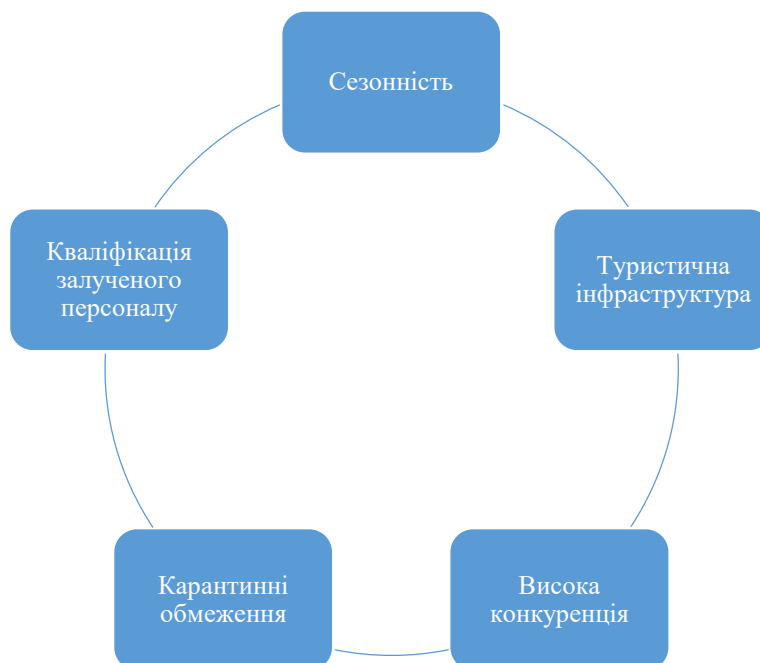 Сезонність
Туристична
інфраструктура
Висока
конкуренція
Карантинні
обмеження
Кваліфікація
залученого
персоналу